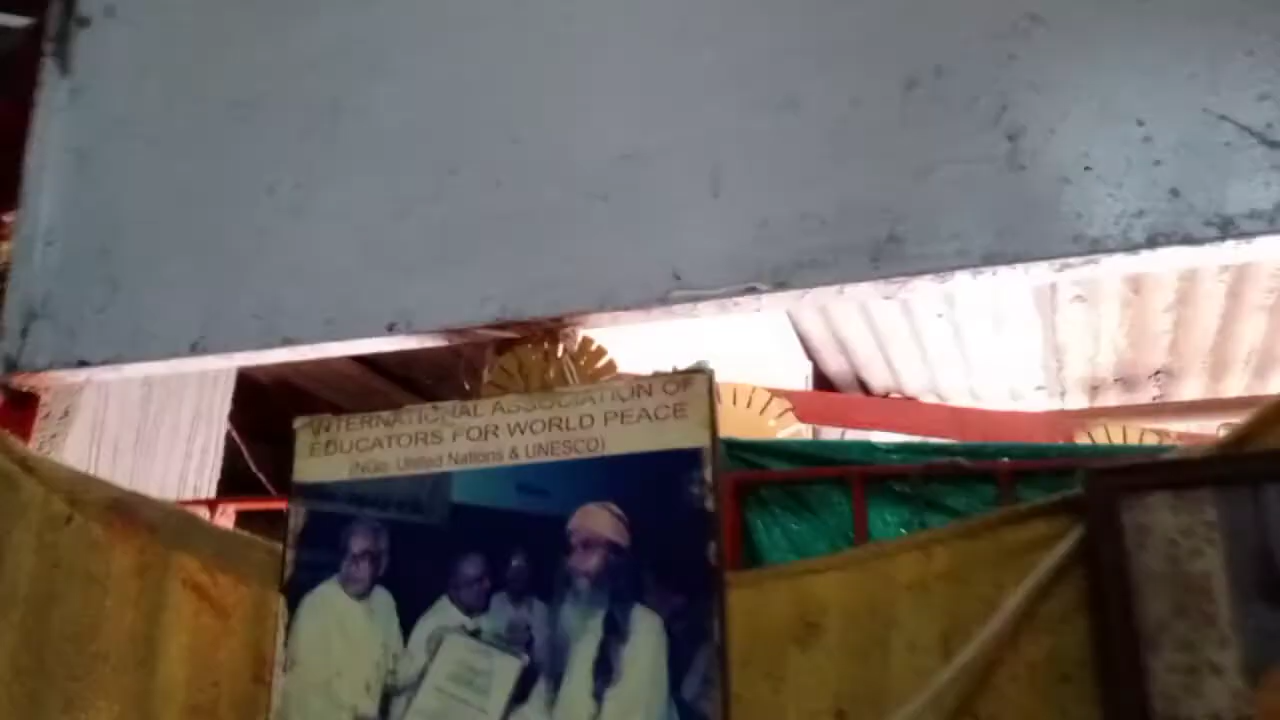 INTERNATIONAL ASSOCIATION OF
EDUCATORS FOR WORLD PEACE
(NGo. United Nations & UNESCO)